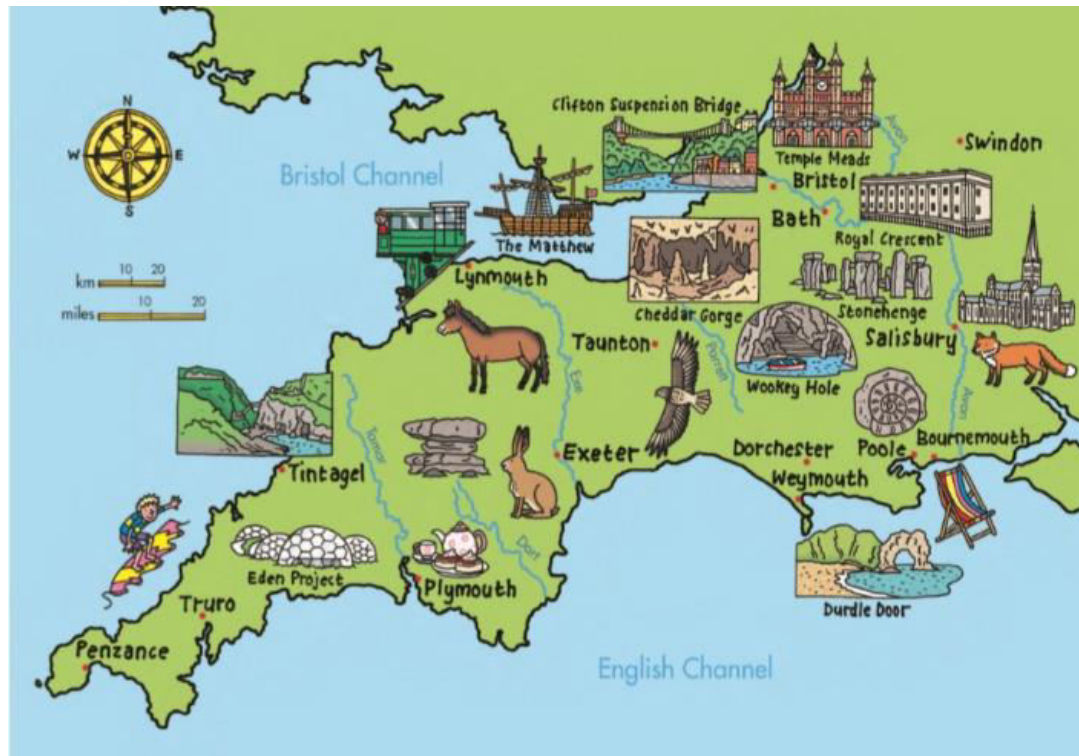 N
W
E
S
Clifton Suspension Bridge
Avon
Swindon
Temple Meads
Bristol Channel
Bristol
Bath
The Matthew
Royal Crescent
10 20
km
miles
10 20
Lynmouth
Cheddar Gorge
Stonehenge
Salisbury
Taunton
Parrett
Wookey Hole
Exe
Avon
Tamar
Exeter
Dorchester
Poole
Bournemouth
Tintagel
Weymouth
Dart
Eden Project
Plymouth
Truro
Durdle Door
Penzance
English Channel